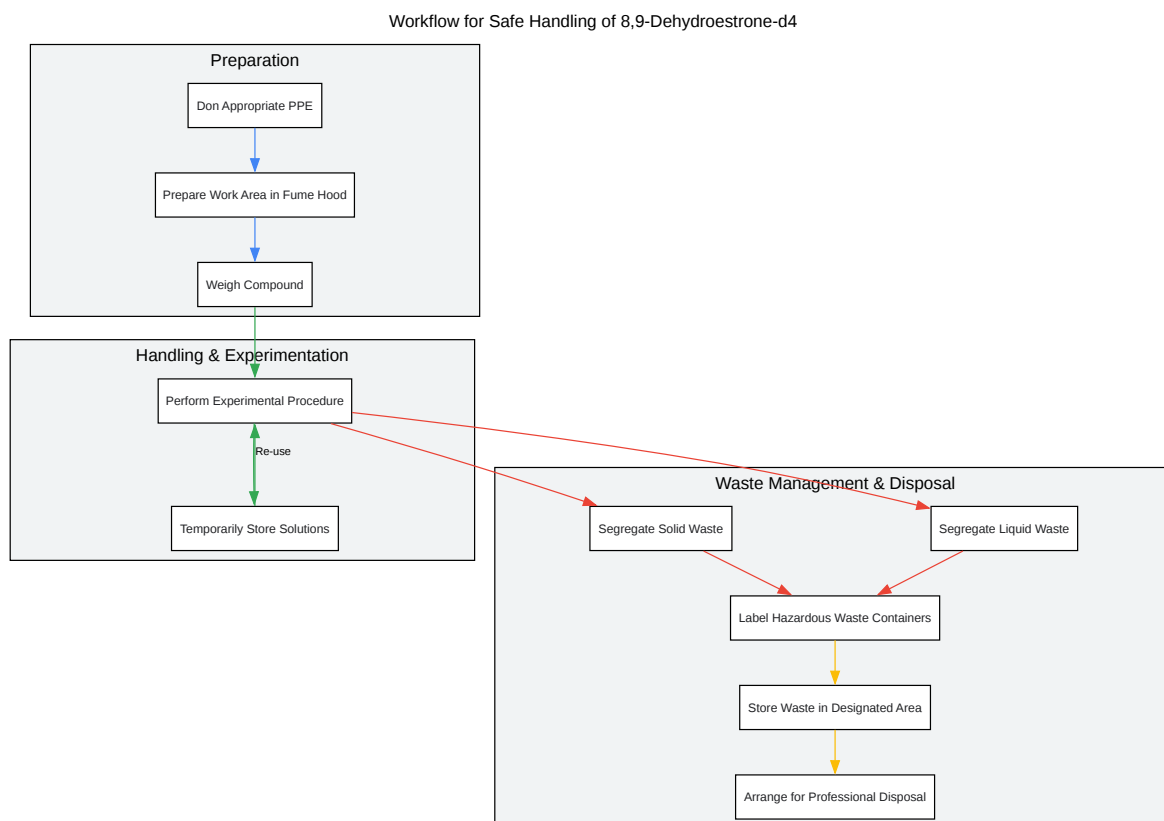 Workflow for Safe Handling of 8,9-Dehydroestrone-d4
Preparation
Don Appropriate PPE
Prepare Work Area in Fume Hood
Weigh Compound
Handling & Experimentation
Perform Experimental Procedure
Re-use
Temporarily Store Solutions
Waste Management & Disposal
Segregate Solid Waste
Segregate Liquid Waste
Label Hazardous Waste Containers
Store Waste in Designated Area
Arrange for Professional Disposal